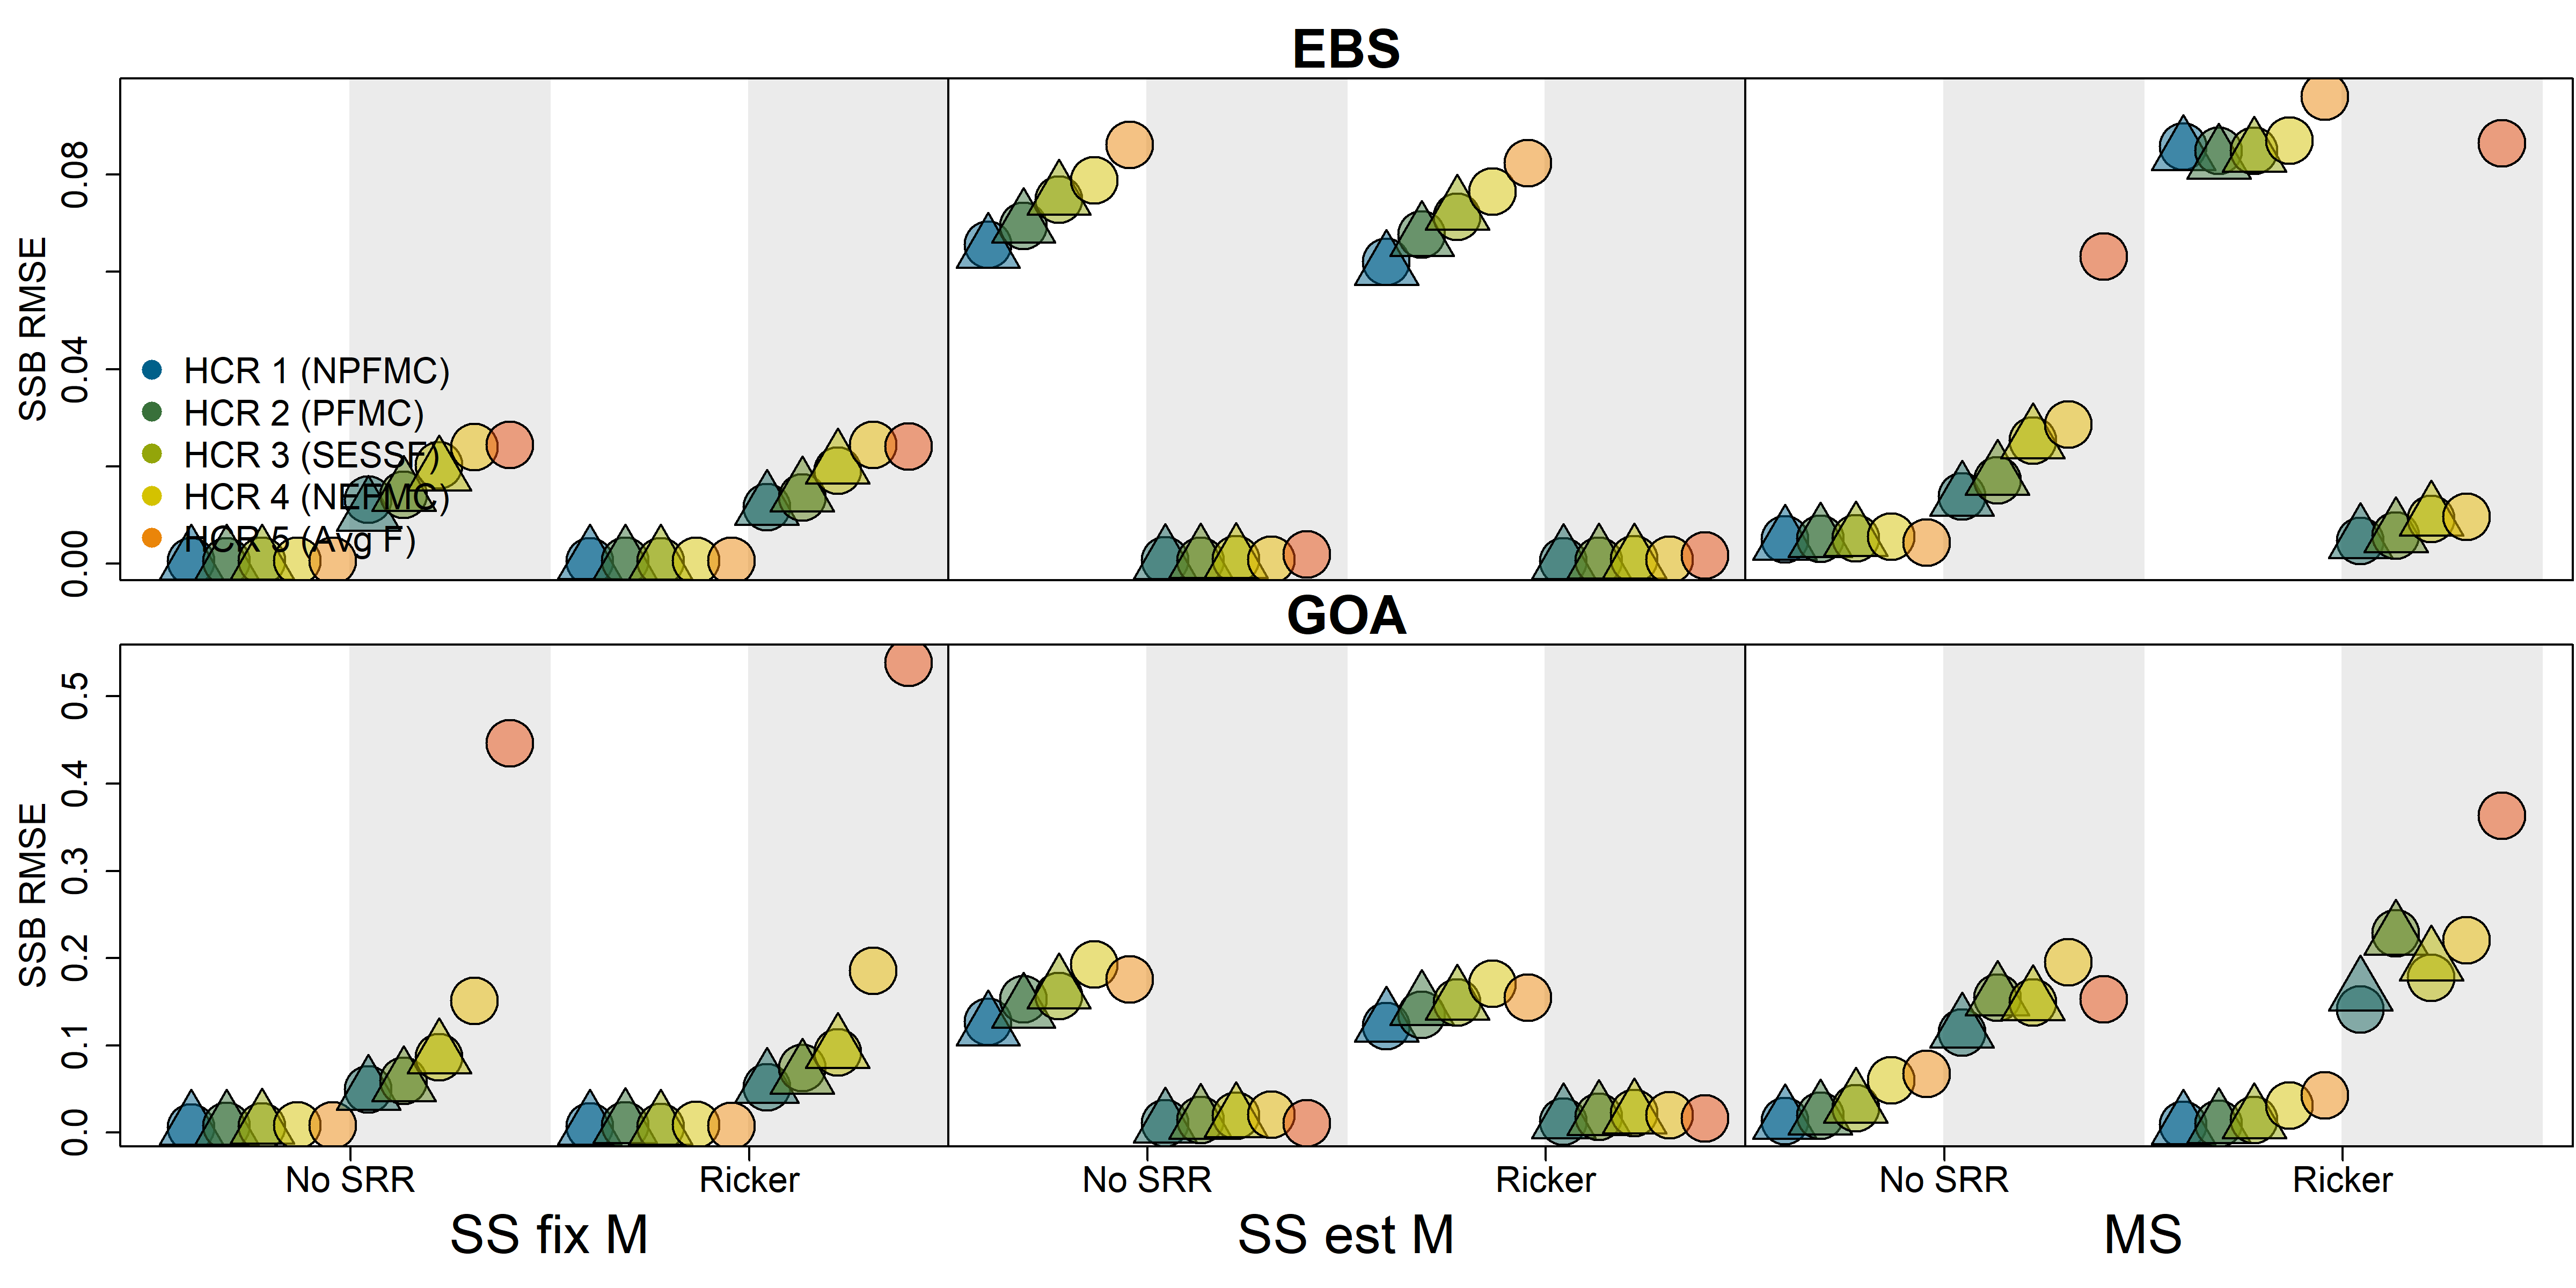 EBS
SSB RMSE
0.00
0.04
0.08
HCR 1 (NPFMC)
HCR 2 (PFMC)
HCR 3 (SESSF)
HCR 4 (NEFMC)
HCR 5 (Avg F)
GOA
SSB RMSE
0.0
0.1
0.2
0.3
0.4
0.5
No SRR
Ricker
No SRR
Ricker
No SRR
Ricker
SS fix M
SS est M
MS